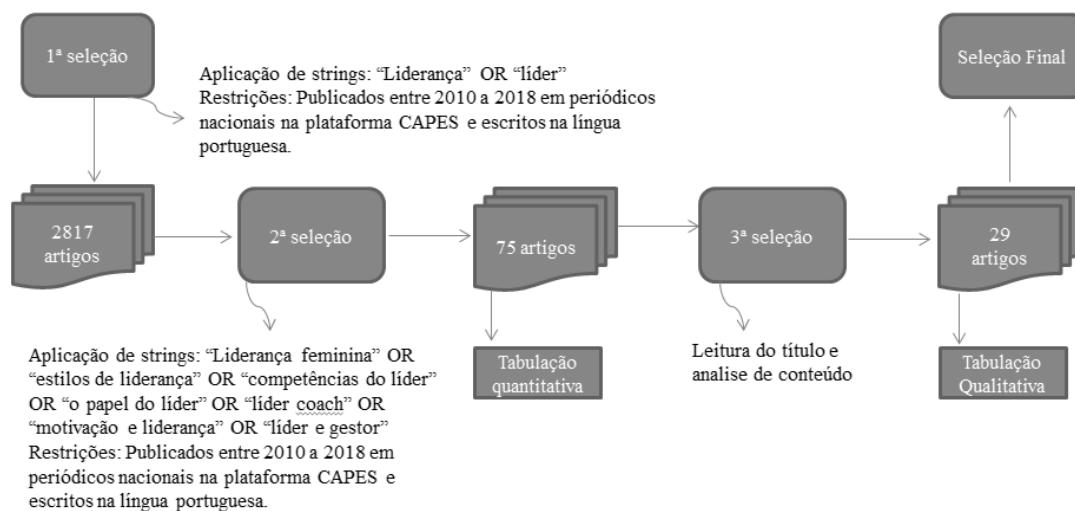 1ª seleção
Aplicação de strings: “Liderança” OR “líder”
Restrições: Publicados entre 2010 a 2018 em periódicos
nacionais na plataforma CAPES e escritos na língua
portuguesa.
Seleção Final
2817
artigos
2ª seleção
75 artigos
3ª seleção
29
artigos
Aplicação de strings: “Liderança feminina” OR
“estilos de liderança” OR “competências do líder”
OR “o papel do líder” OR “líder coach” OR
“motivação e liderança” OR “líder e gestor”
Restrições: Publicados entre 2010 a 2018 em
periódicos nacionais na plataforma CAPES e
escritos na língua portuguesa.
Tabulação
quantitativa
Leitura do título e
analise de conteúdo
Tabulação
Qualitativa